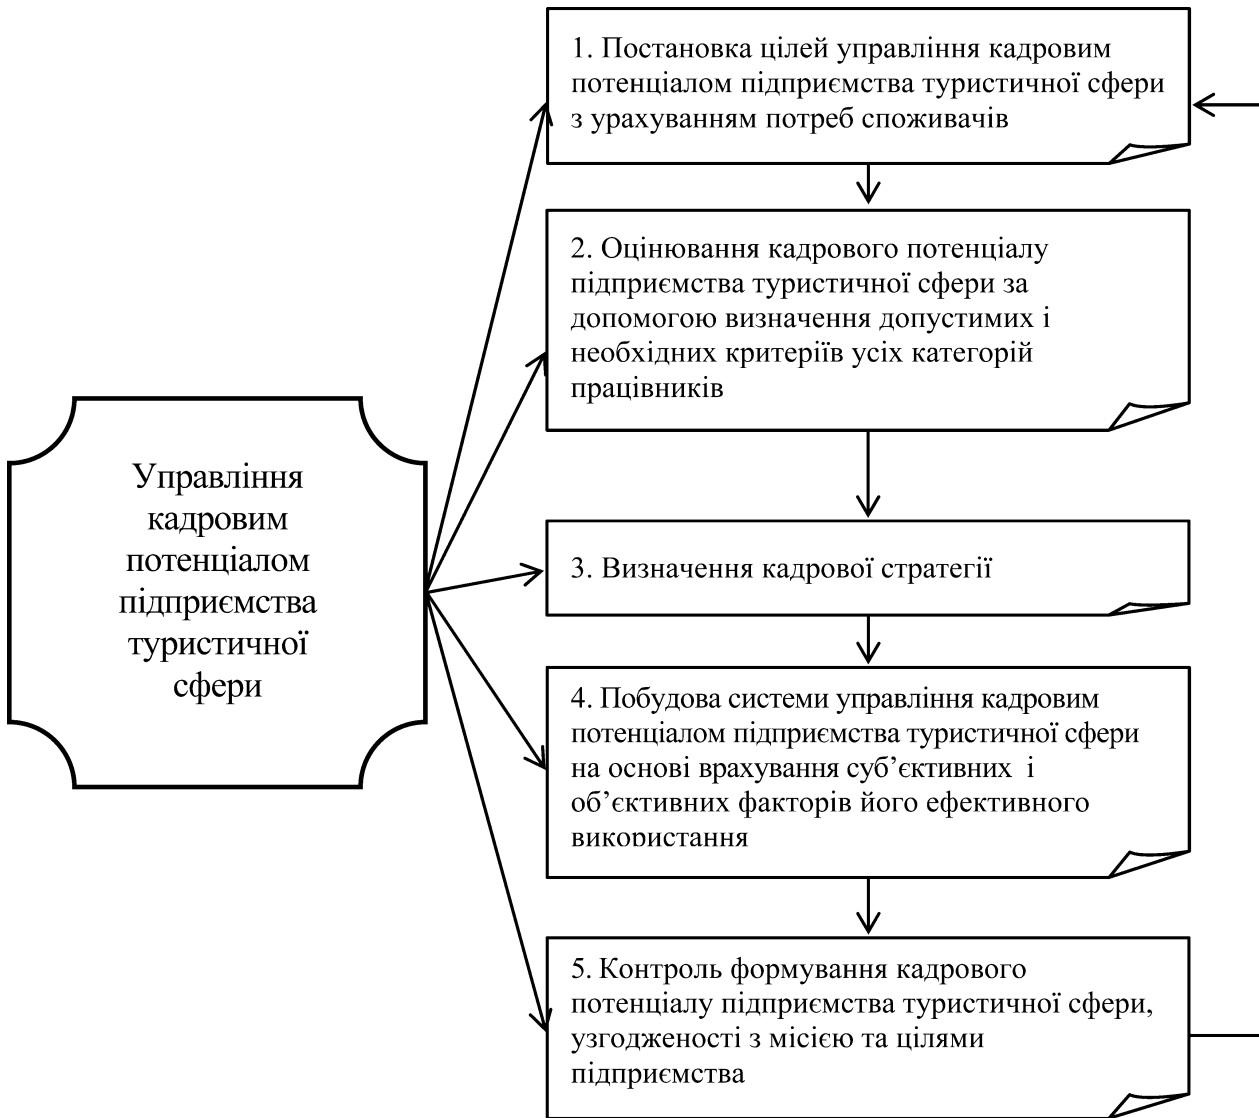 Управління
кадровим
потенціалом
підприємства
туристичної
сфери
1. Постановка цілей управління кадровим
потенціалом підприємства туристичної сфери
з урахуванням потреб споживачів
2. Оцінювання кадрового потенціалу
підприємства туристичної сфери за
допомогою визначення допустимих і
необхідних критеріїв усіх категорій
працівників
3. Визначення кадрової стратегії
4. Побудова системи управління кадровим
потенціалом підприємства туристичної сфери
на основі врахування суб’єктивних і
об’єктивних факторів його ефективного
використання
5. Контроль формування кадрового
потенціалу підприємства туристичної сфери,
узгодженості з місією та цілями
підприємства